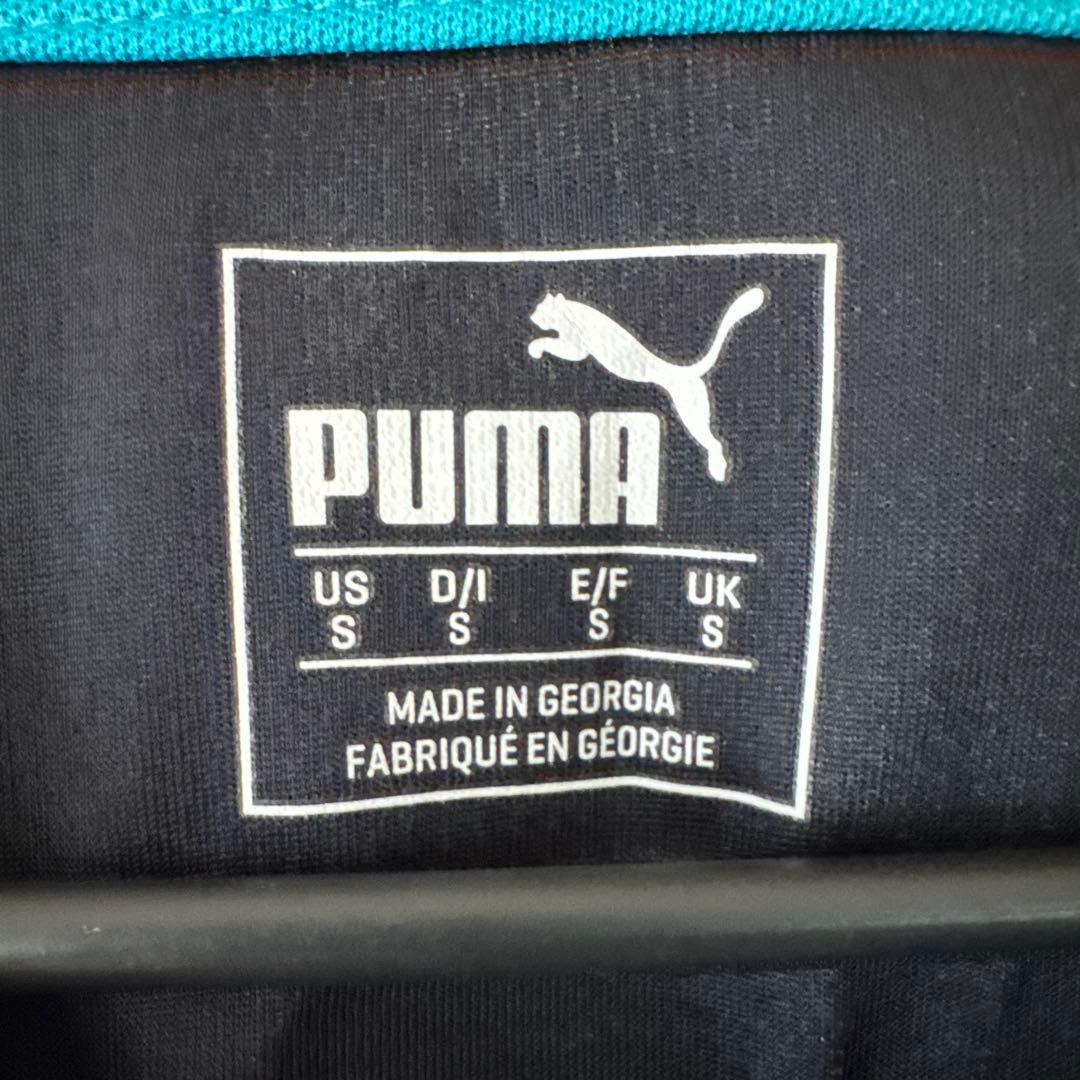 PUMA
US D/I E/F UK
S S S S
MADE IN GEORGIA
FABRIQUÉ EN GÉORGIE